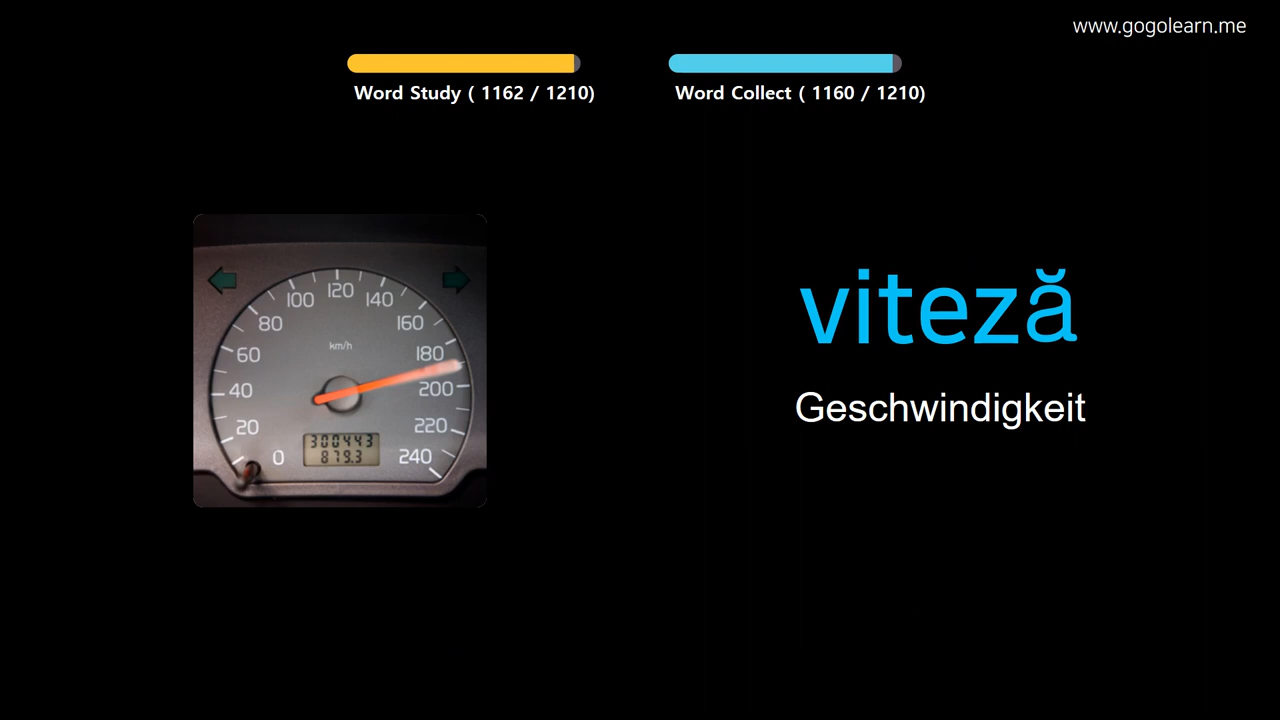 www.gogolearn.me
Word Study ( 1162 / 1210)
Word Collect ( 1160 / 1210)
viteză
Geschwindigkeit
120
100
140
80
160
km/h
60
180
40
200
20
220
300443
0
240
879.3